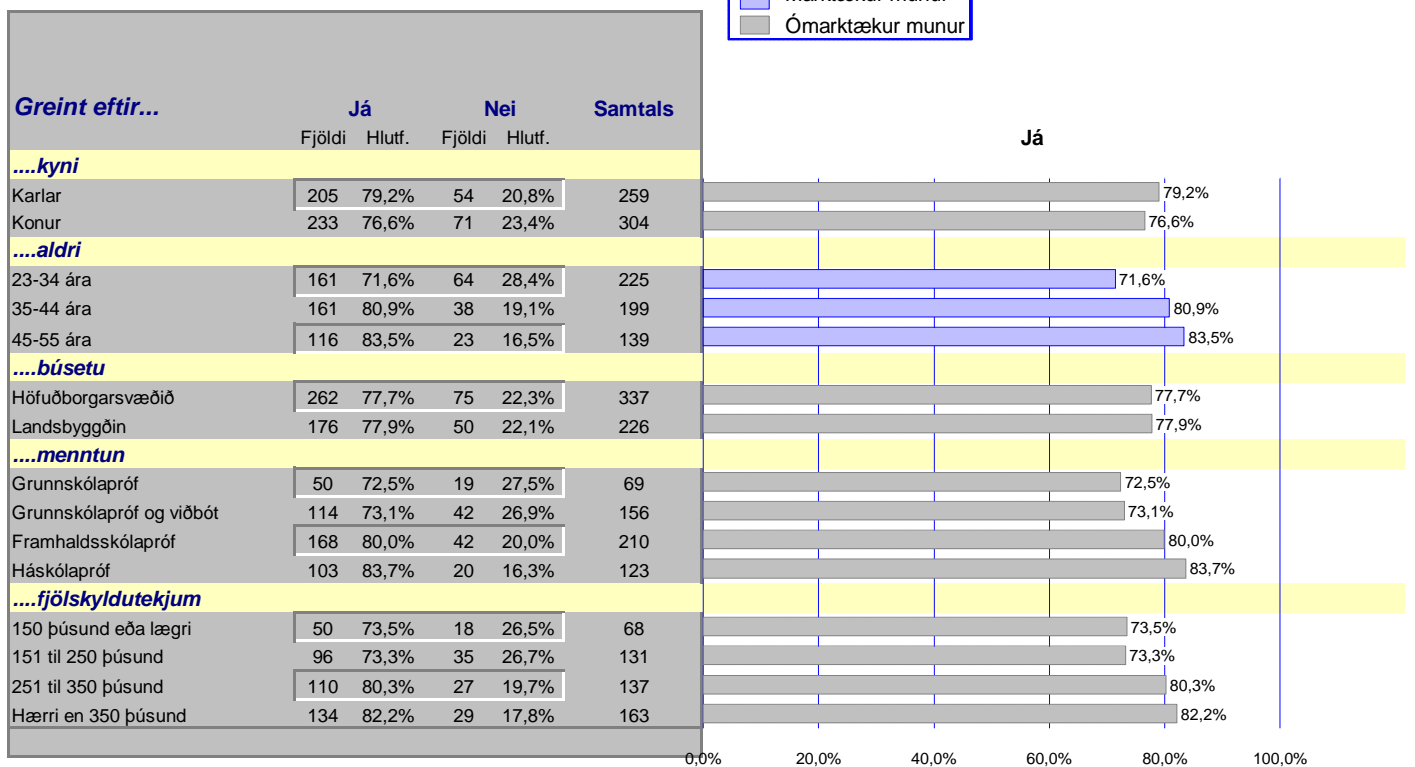 Ómarktækur munur
Greint eftir... Já Nei Samtals
Fjöldi Hlutf. Fjöldi Hlutf.
Já
....kyni
Karlar 205 79,2% 54 20,8% 259 79,2%
Konur 233 76,6% 71 23,4% 304 76,6%
....aldri
23-34 ára 161 71,6% 64 28,4% 225 71,6%
35-44 ára 161 80,9% 38 19,1% 199 80,9%
45-55 ára 116 83,5% 23 16,5% 139 83,5%
....búsetu
Höfuðborgarsvæðið 262 77,7% 75 22,3% 337 77,7%
Landsbyggðin 176 77,9% 50 22,1% 226 77,9%
....menntun
Grunnskólapróf 50 72,5% 19 27,5% 69 72,5%
Grunnskólapróf og viðbót 114 73,1% 42 26,9% 156 73,1%
Framhaldsskólapróf 168 80,0% 42 20,0% 210 80,0%
Háskólapróf 103 83,7% 20 16,3% 123 83,7%
....fjölskyldutekjum
150 þúsund eða lægri 50 73,5% 18 26,5% 68 73,5%
151 til 250 þúsund 96 73,3% 35 26,7% 131 73,3%
251 til 350 þúsund 110 80,3% 27 19,7% 137 80,3%
Hærri en 350 þúsund 134 82,2% 29 17,8% 163 82,2%
0,0% 20,0% 40,0% 60,0% 80,0% 100,0%